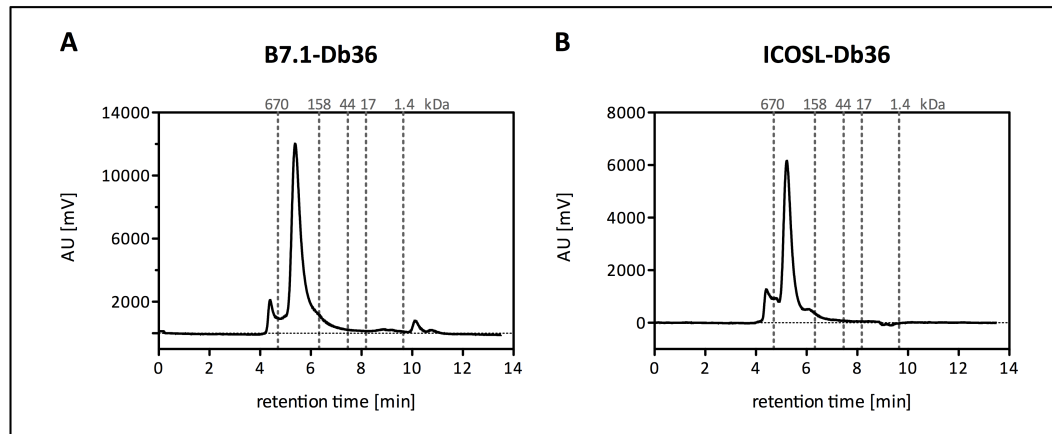 A
B7.1-Db36
670 158 44 17 1.4 kDa
14000
10000
6000
2000
AU [mV]
0 2 4 6 8 10 12 14
retention time [min]
B
ICOSL-Db36
670 158 44 17 1.4 kDa
8000
6000
4000
2000
0
AU [mV]
0 2 4 6 8 10 12 14
retention time [min]